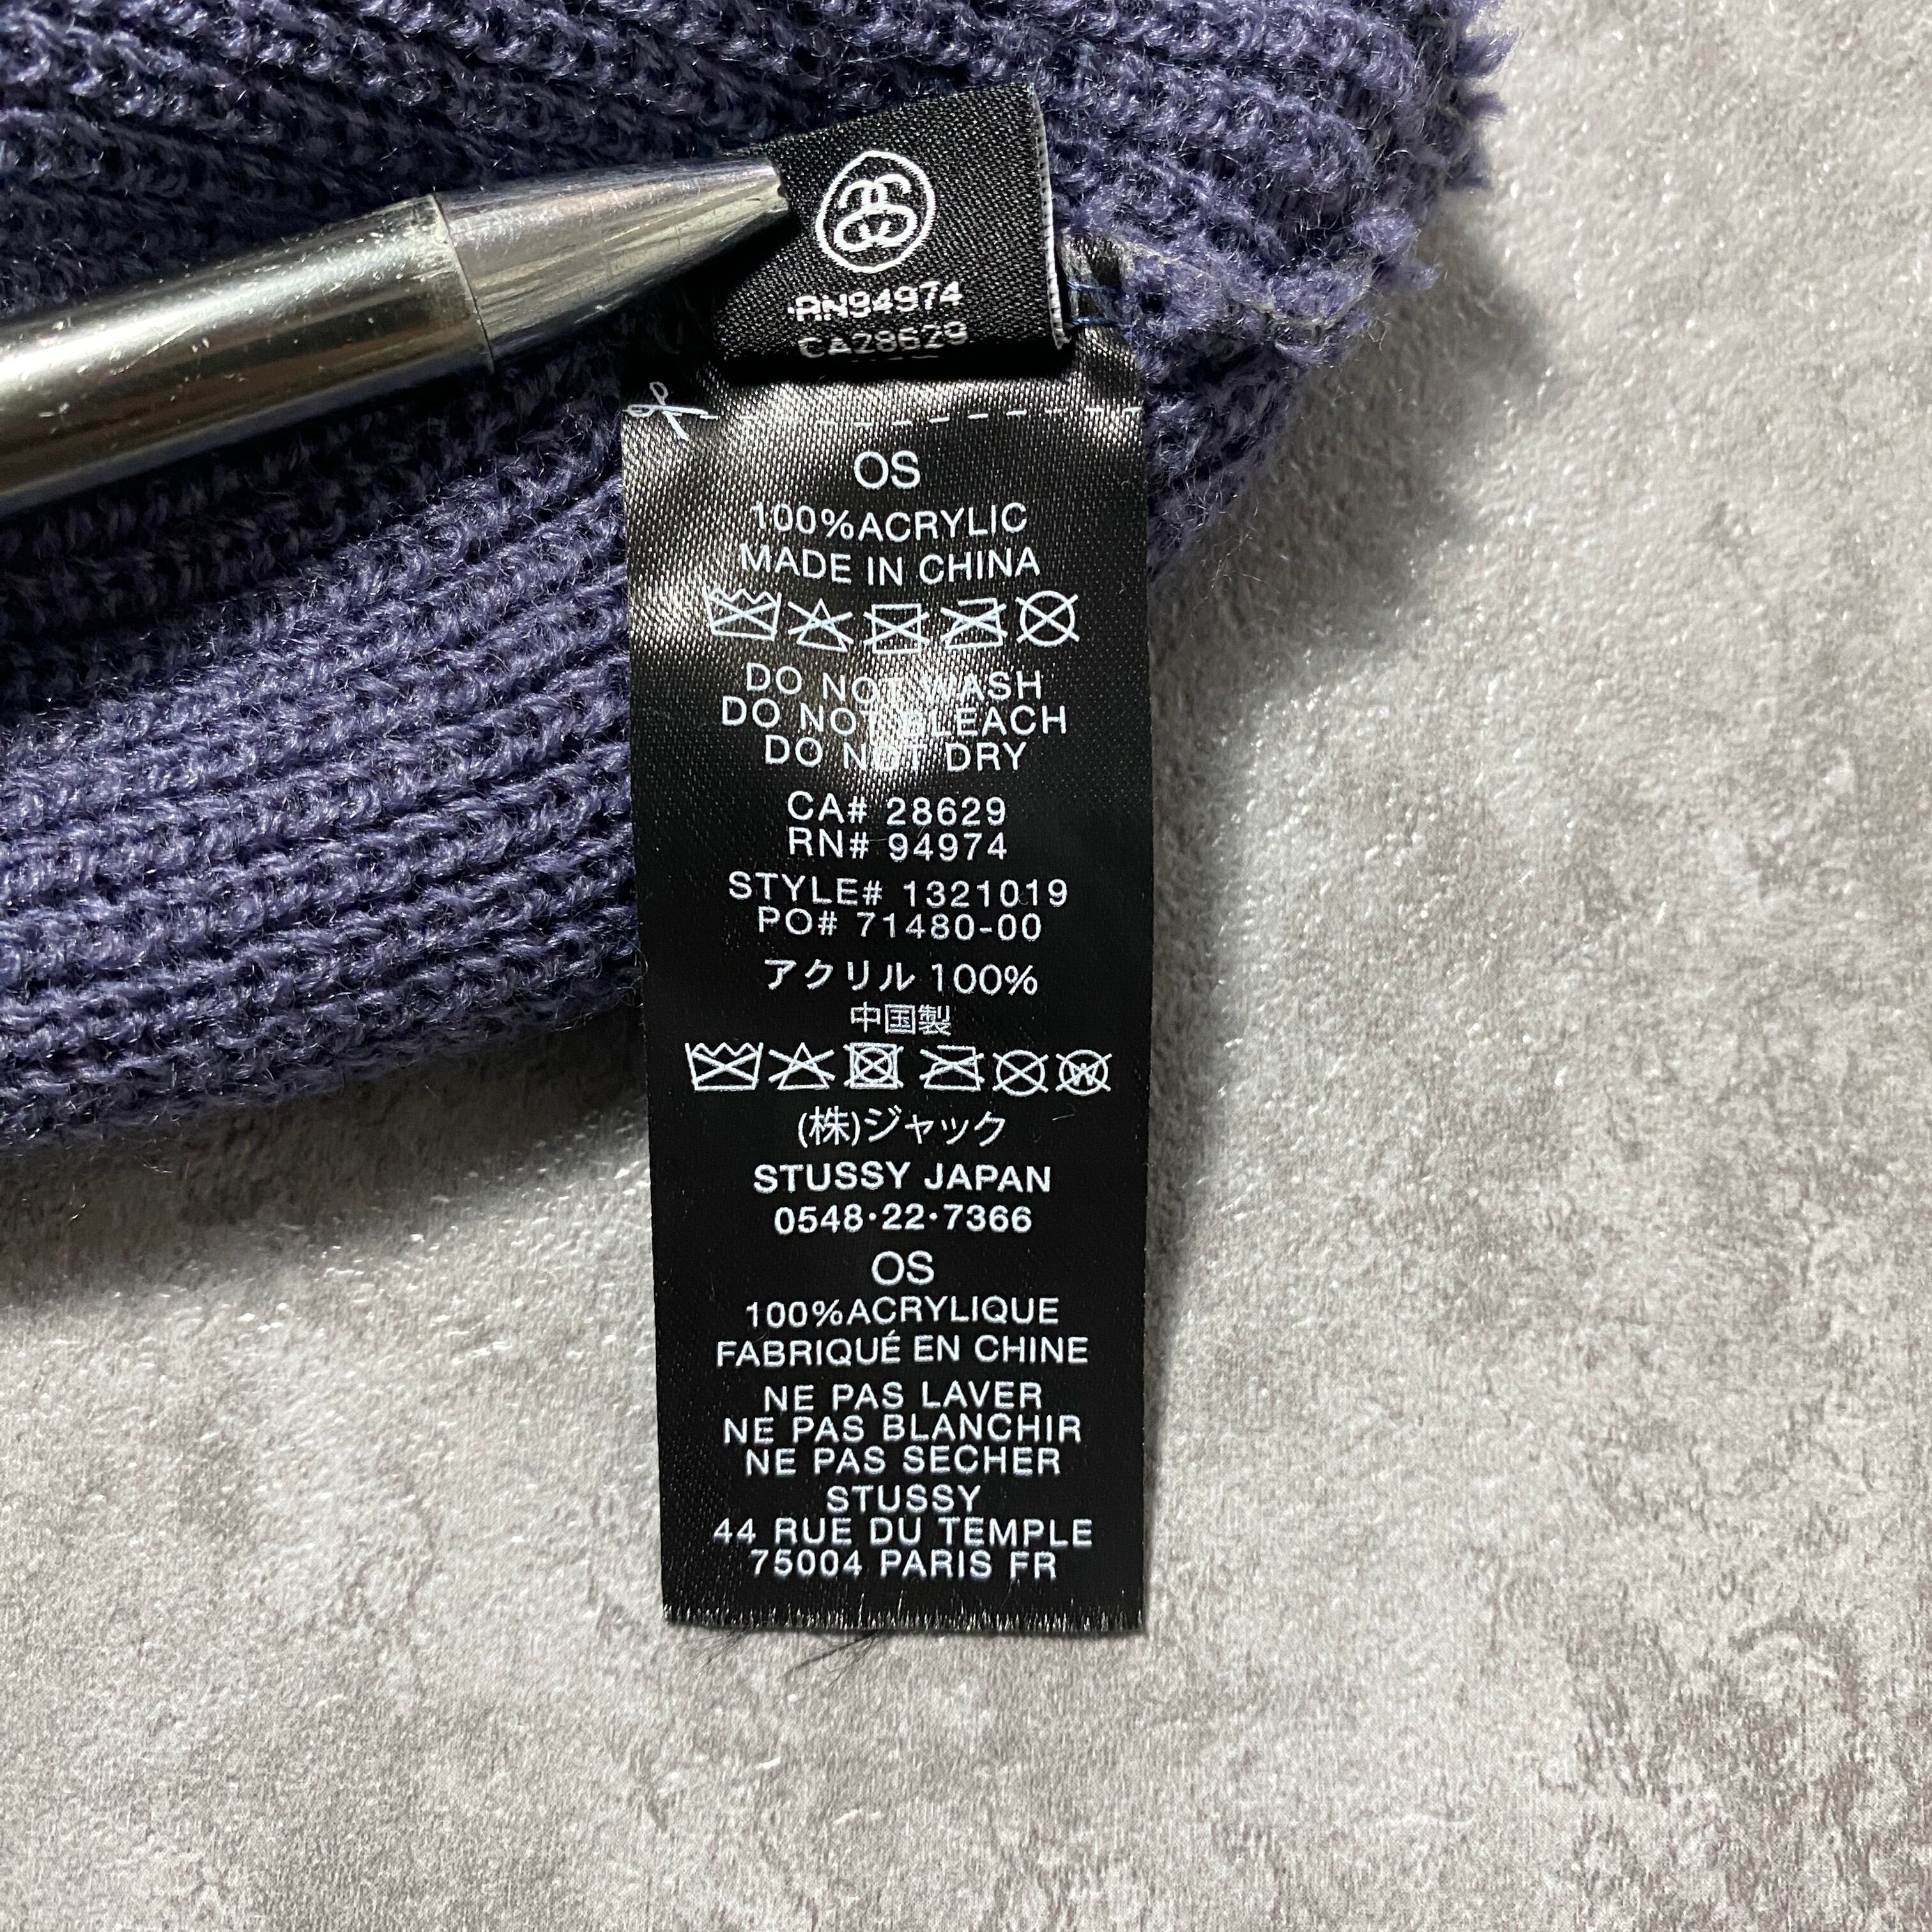 RN94974
CA28629
OS
100%ACRYLIC
MADE IN CHINA
DO NOT WASH
DO NOT BLEACH
DO NOT DRY
CA# 28629
RN# 94974
STYLE# 1321019
PO# 71480-00
アクリル 100%
中国製
W
(株)ジャック
STUSSY JAPAN
0548・22・7366
OS
100%ACRYLIQUE
FABRIQUÉ EN CHINE
NE PAS LAVER
NE PAS BLANCHIR
NE PAS SECHER
STUSSY
44 RUE DU TEMPLE
75004 PARIS FR